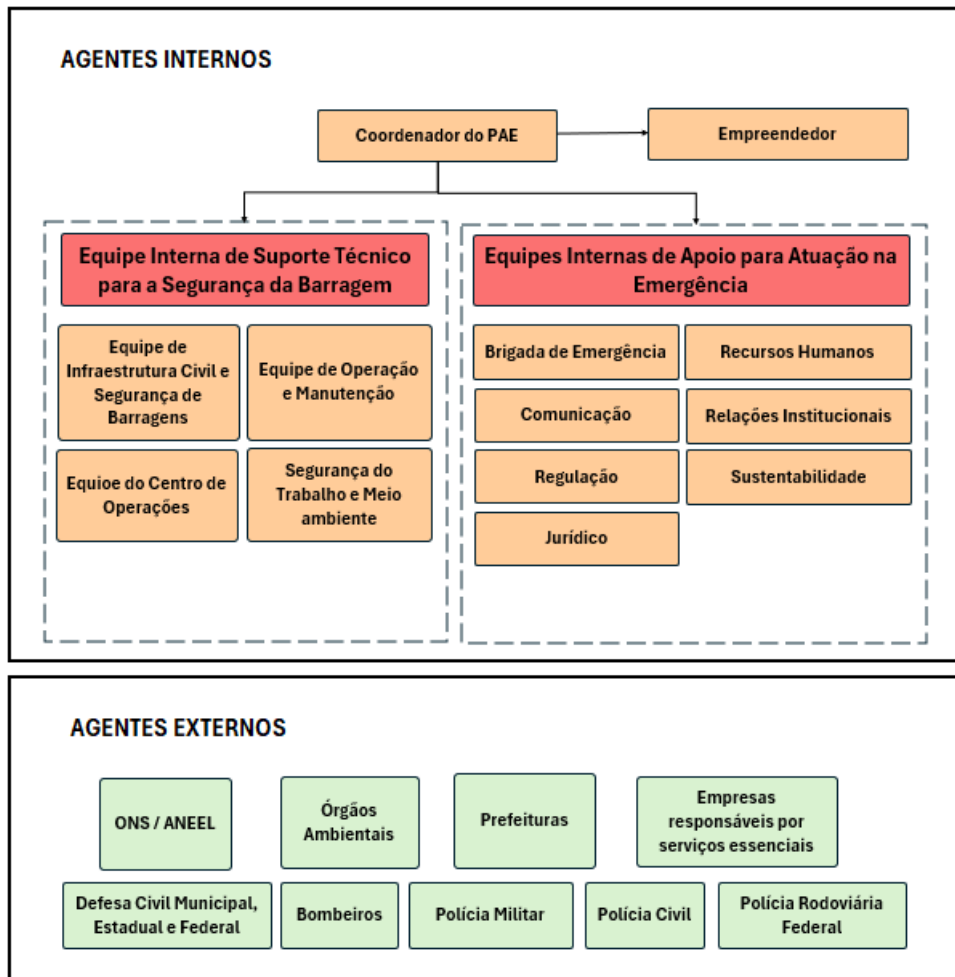 AGENTES INTERNOS
Coordenador do PAE
Empreendedor
Equipe Interna de Suporte Técnico
para a Segurança da Barragem
Equipe de
Infraestrutura Civil e
Segurança de
Barragens
Equipe de Operação
e Manutenção
Equioe do Centro de
Operações
Segurança do
Trabalho e Meio
ambiente
Equipes Internas de Apoio para Atuação na
Emergência
Brigada de Emergência
Recursos Humanos
Comunicação
Relações Institucionais
Regulação
Sustentabilidade
Jurídico
AGENTES EXTERNOS
ONS / ANEEL
Órgãos
Ambientais
Prefeituras
Empresas
responsáveis por
serviços essenciais
Defesa Civil Municipal,
Estadual e Federal
Bombeiros
Polícia Militar
Polícia Civil
Polícia Rodoviária
Federal